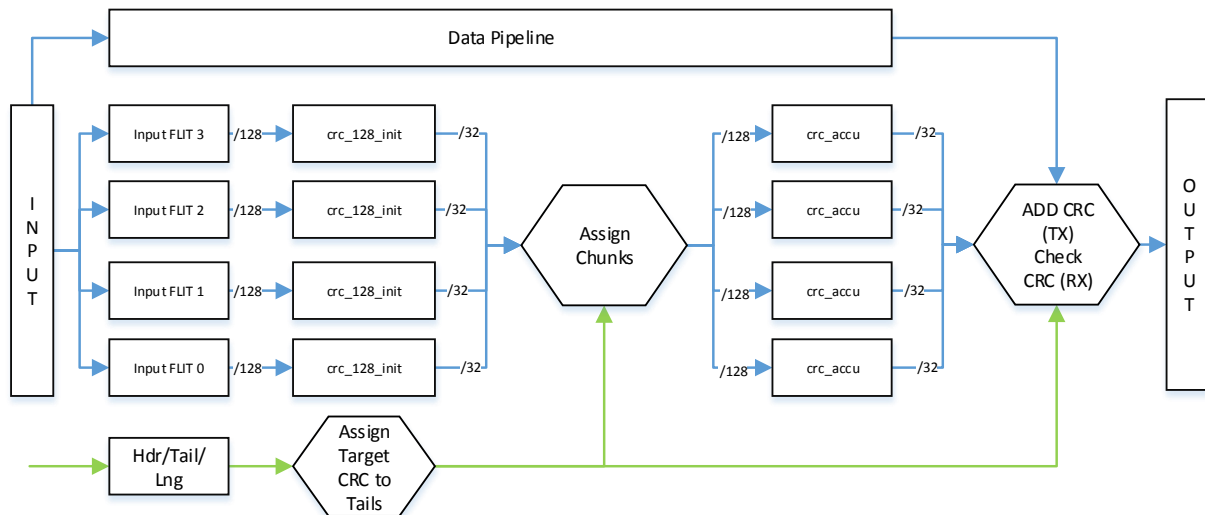 Data Pipeline
INPUT
Input FLIT 3
/128
crc_128_init
/32
/128
crc_accu
/32
Input FLIT 2
/128
crc_128_init
/32
/128
crc_accu
/32
Assign
Chunks
ADD CRC
(TX)
Check
CRC (RX)
OUTPUT
Input FLIT 1
/128
crc_128_init
/32
/128
crc_accu
/32
Input FLIT 0
/128
crc_128_init
/32
/128
crc_accu
/32
Hdr/Tail/
Lng
Assign
Target
CRC to
Tails